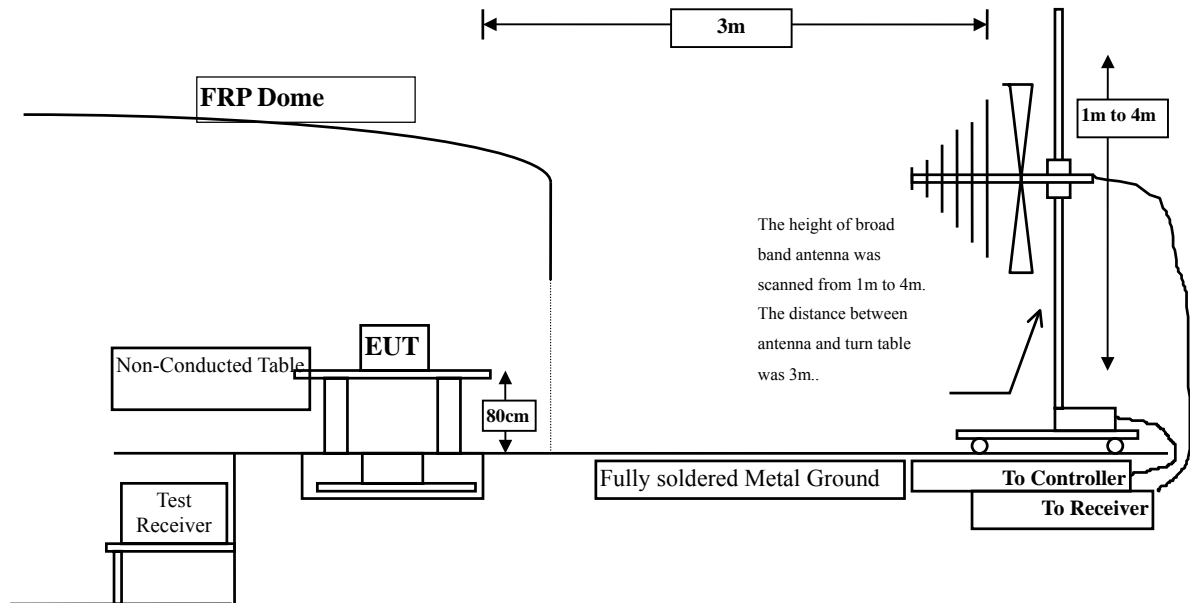 3m
FRP Dome
1m to 4m
The height of broad
band antenna was
scanned from 1m to 4m.
The distance between
antenna and turn table
was 3m..
EUT
Non-Conducted Table
80cm
Fully soldered Metal Ground
To Controller
To Receiver
Test
Receiver